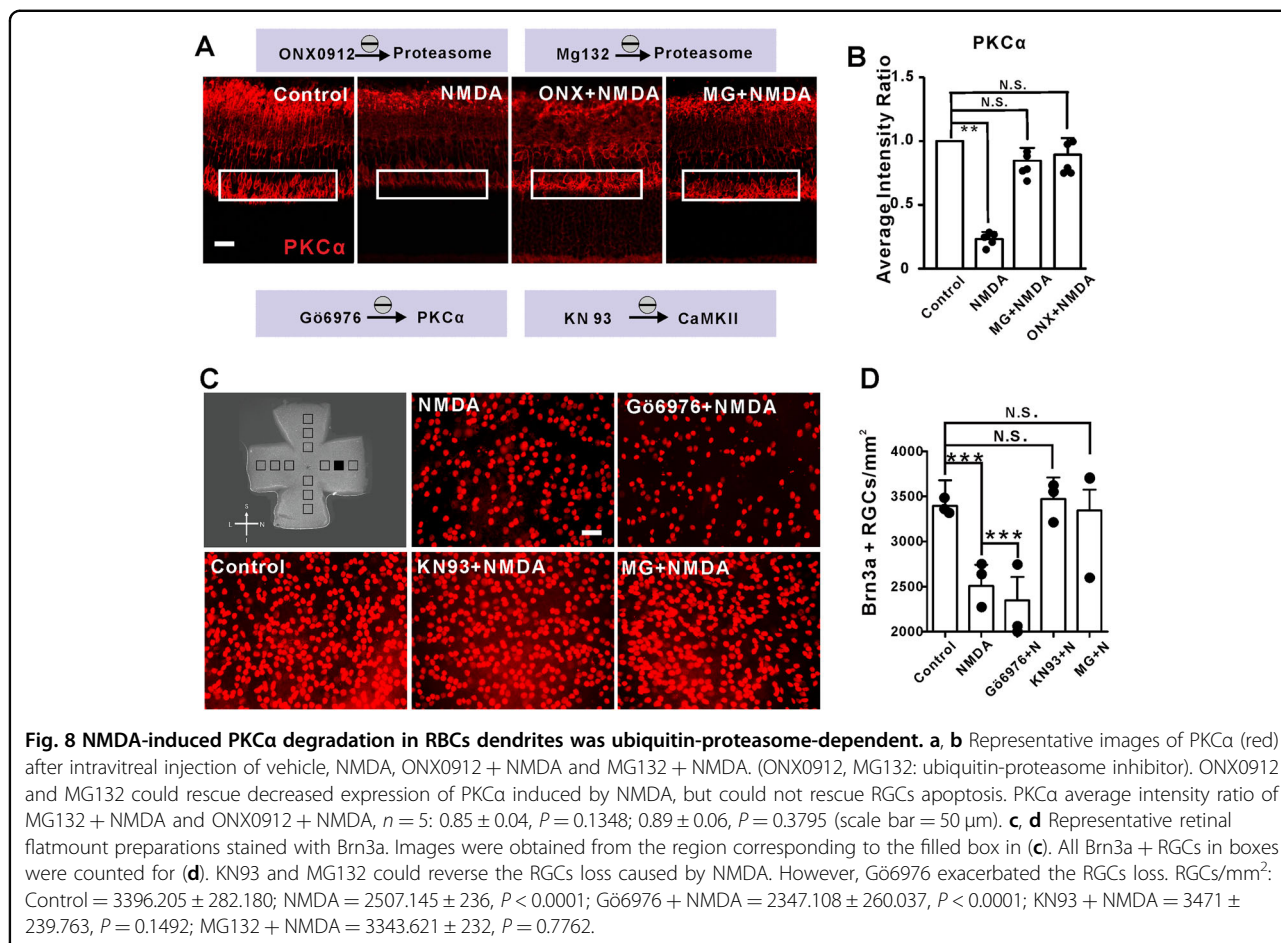 A
ONX0912 Proteasome
Mg132 Proteasome
Control
NMDA
ONX+NMDA
MG+NMDA
PKCα
Gö6976 PKCα
KN 93 CaMKII
B
PKCα
N.S.
N.S.
**
Average Intensity Ratio
1.5
1.0
0.5
0
Control
NMDA
MG+NMDA
ONX+NMDA
C
S
L N
I
NMDA
Gö6976+NMDA
Control
KN93+NMDA
MG+NMDA
D
N.S.
N.S.
***
***
Brn3a + RGCs/mm²
4000
3500
3000
2500
2000
Control
NMDA
Gö6976+N
KN93+N
MG+N
Fig. 8 NMDA-induced PKCα degradation in RBCs dendrites was ubiquitin-proteasome-dependent. a, b Representative images of PKCα (red)
after intravitreal injection of vehicle, NMDA, ONX0912 + NMDA and MG132 + NMDA. (ONX0912, MG132: ubiquitin-proteasome inhibitor). ONX0912
and MG132 could rescue decreased expression of PKCα induced by NMDA, but could not rescue RGCs apoptosis. PKCα average intensity ratio of
MG132 + NMDA and ONX0912 + NMDA, n = 5: 0.85 ± 0.04, P = 0.1348; 0.89 ± 0.06, P = 0.3795 (scale bar = 50 μm). c, d Representative retinal
flatmount preparations stained with Brn3a. Images were obtained from the region corresponding to the filled box in (c). All Brn3a + RGCs in boxes
were counted for (d). KN93 and MG132 could reverse the RGCs loss caused by NMDA. However, Gö6976 exacerbated the RGCs loss. RGCs/mm²:
Control = 3396.205 ± 282.180; NMDA = 2507.145 ± 236, P < 0.0001; Gö6976 + NMDA = 2347.108 ± 260.037, P < 0.0001; KN93 + NMDA = 3471 ±
239.763, P = 0.1492; MG132 + NMDA = 3343.621 ± 232, P = 0.7762.